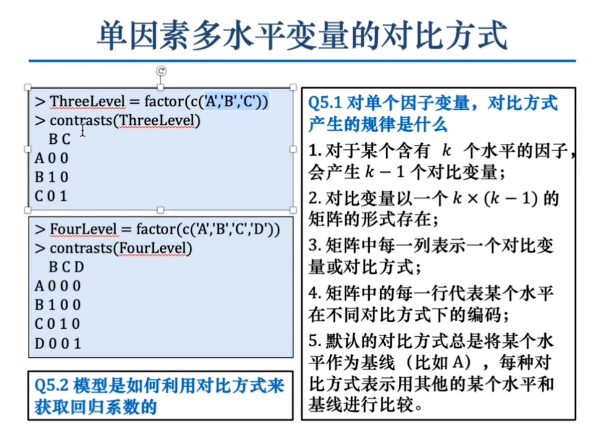 单因素多水平变量的对比方式
> ThreeLevel = factor(c('A','B','C'))
> contrasts(ThreeLevel)
B C
A 0 0
B 1 0
C 0 1
> FourLevel = factor(c('A','B','C','D'))
> contrasts(FourLevel)
B C D
A 0 0 0
B 1 0 0
C 0 1 0
D 0 0 1
Q5.2 模型是如何利用对比方式来
获取回归系数的
Q5.1 对单个因子变量，对比方式
产生的规律是什么
1. 对于某个含有 k 个水平的因子，
会产生 k − 1 个对比变量；
2. 对比变量以一个 k × (k − 1) 的
矩阵的形式存在；
3. 矩阵中每一列表示一个对比变
量或对比方式；
4. 矩阵中的每一行代表某个水平
在不同对比方式下的编码；
5. 默认的对比方式总是将某个水
平作为基线（比如 A），每种对
比方式表示用其他的某个水平和
基线进行比较。